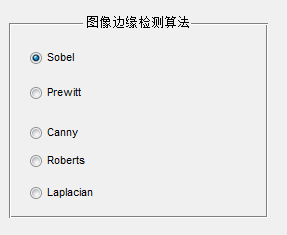 图像边缘检测算法
Sobel
Prewitt
Canny
Roberts
Laplacian